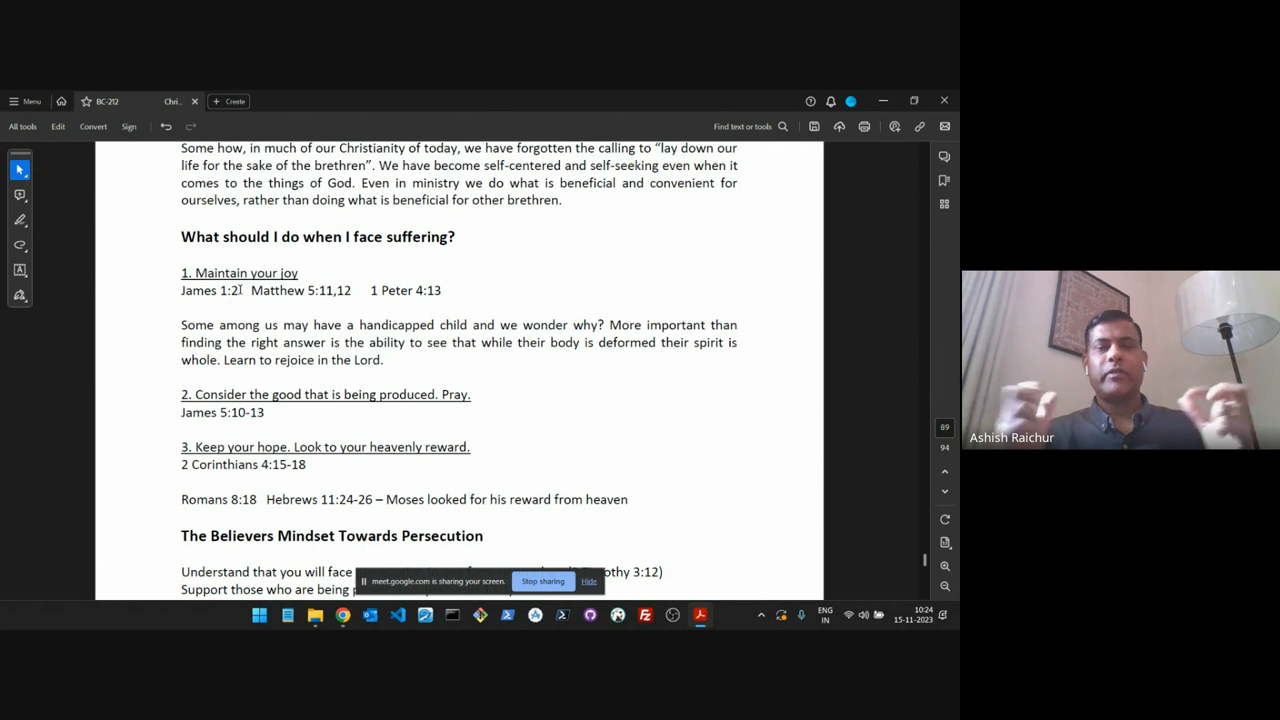 Menu
BC-212
Chri...
Create
All tools
Edit
Convert
Sign
Find text or tools
Some how, in much of our Christianity of today, we have forgotten the calling to “lay down our
life for the sake of the brethren”. We have become self-centered and self-seeking even when it
comes to the things of God. Even in ministry we do what is beneficial and convenient for
ourselves, rather than doing what is beneficial for other brethren.
What should I do when I face suffering?
1. Maintain your joy
James 1:2 Matthew 5:11,12 1 Peter 4:13
Some among us may have a handicapped child and we wonder why? More important than
finding the right answer is the ability to see that while their body is deformed their spirit is
whole. Learn to rejoice in the Lord.
2. Consider the good that is being produced. Pray.
James 5:10-13
3. Keep your hope. Look to your heavenly reward.
2 Corinthians 4:15-18
Romans 8:18 Hebrews 11:24-26 – Moses looked for his reward from heaven
The Believers Mindset Towards Persecution
Understand that you will face
thy 3:12)
Support those who are being
meet.google.com is sharing your screen.
Stop sharing
Hide
89
94
ENG
IN
10:24
15-11-2023
Ashish Raichur